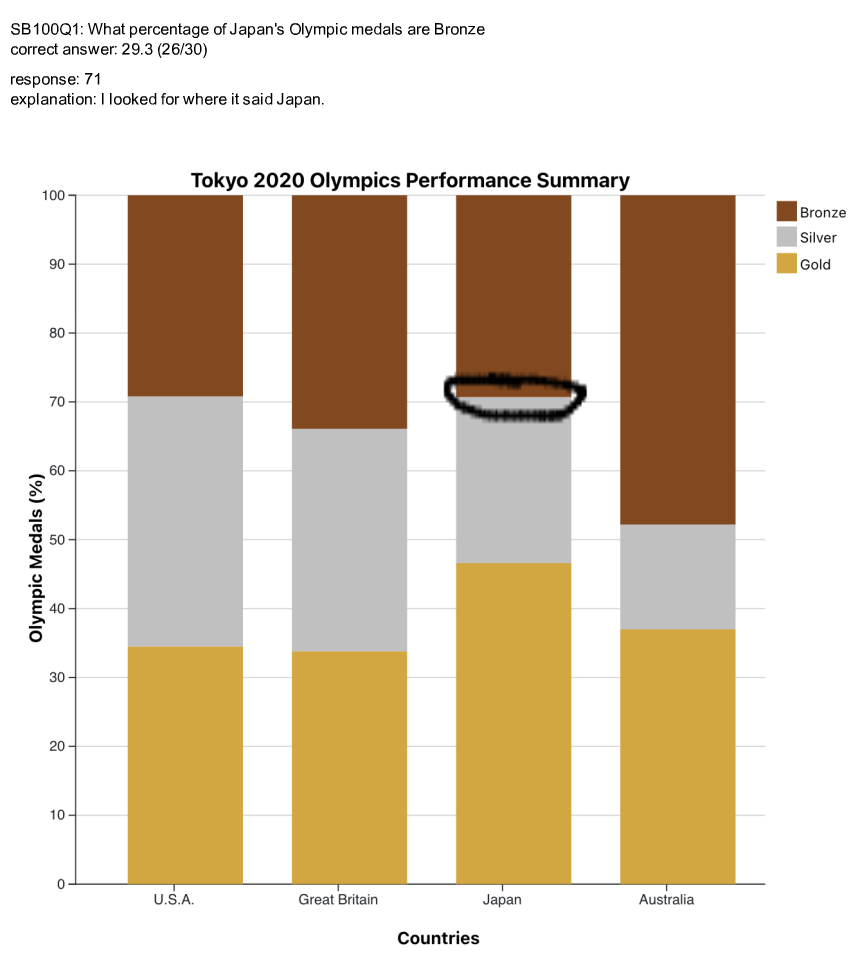 SB100Q1: What percentage of Japan's Olympic medals are Bronze
correct answer: 29.3 (26/30)
response: 71
explanation: I looked for where it said Japan.
Tokyo 2020 Olympics Performance Summary
Bronze
Silver
Gold
100
90
80
70
60
50
40
30
20
10
0
Olympic Medals (%)
U.S.A.
Great Britain
Japan
Australia
Countries